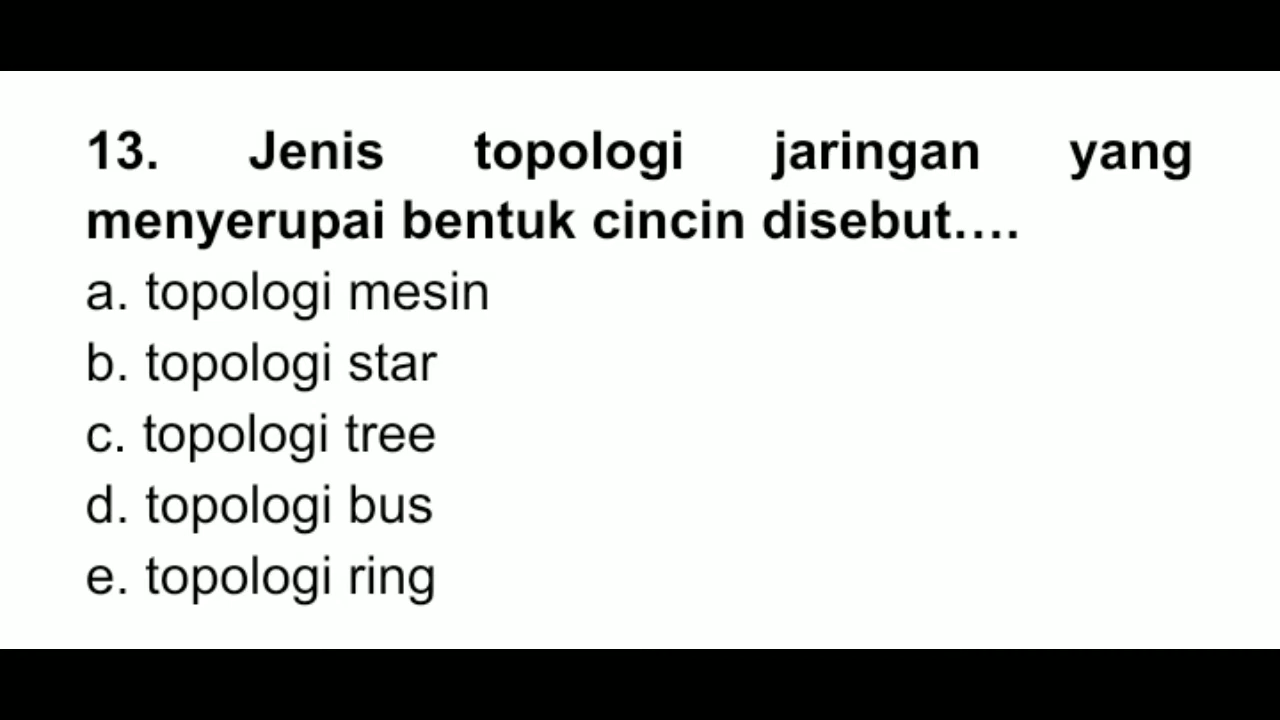 13. Jenis topologi jaringan yang
menyerupai bentuk cincin disebut....
a. topologi mesin
b. topologi star
c. topologi tree
d. topologi bus
e. topologi ring